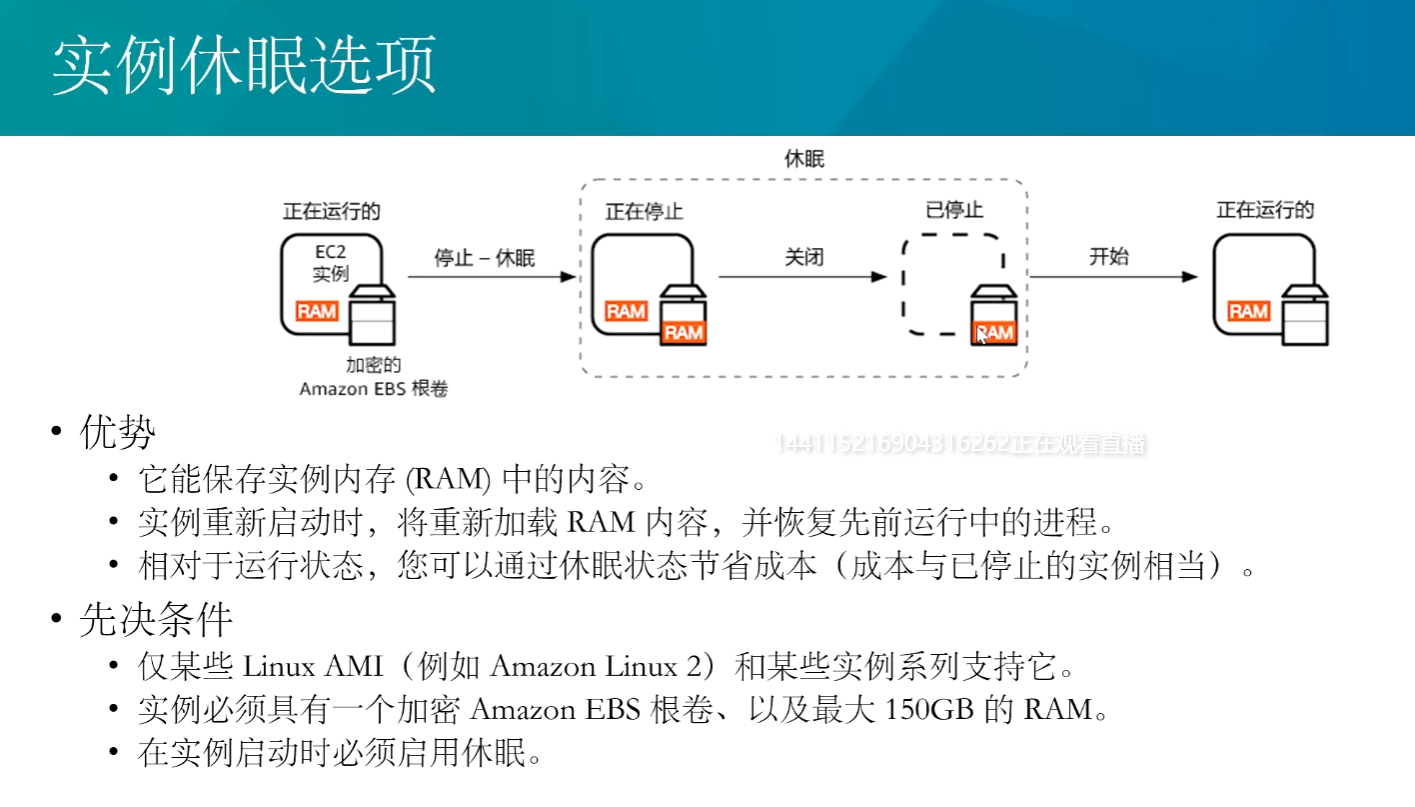 实例休眠选项
休眠
正在运行的
正在停止
已停止
正在运行的
EC2
实例
停止 – 休眠
关闭
开始
RAM
RAM
RAM
RAM
RAM
加密的
Amazon EBS 根卷
• 优势
144115216904316262正在观看直播
• 它能保存实例内存 (RAM) 中的内容。
• 实例重新启动时，将重新加载 RAM 内容，并恢复先前运行中的进程。
• 相对于运行状态，您可以通过休眠状态节省成本（成本与已停止的实例相当）。
• 先决条件
• 仅某些 Linux AMI（例如 Amazon Linux 2）和某些实例系列支持它。
• 实例必须具有一个加密 Amazon EBS 根卷、以及最大 150GB 的 RAM。
• 在实例启动时必须启用休眠。